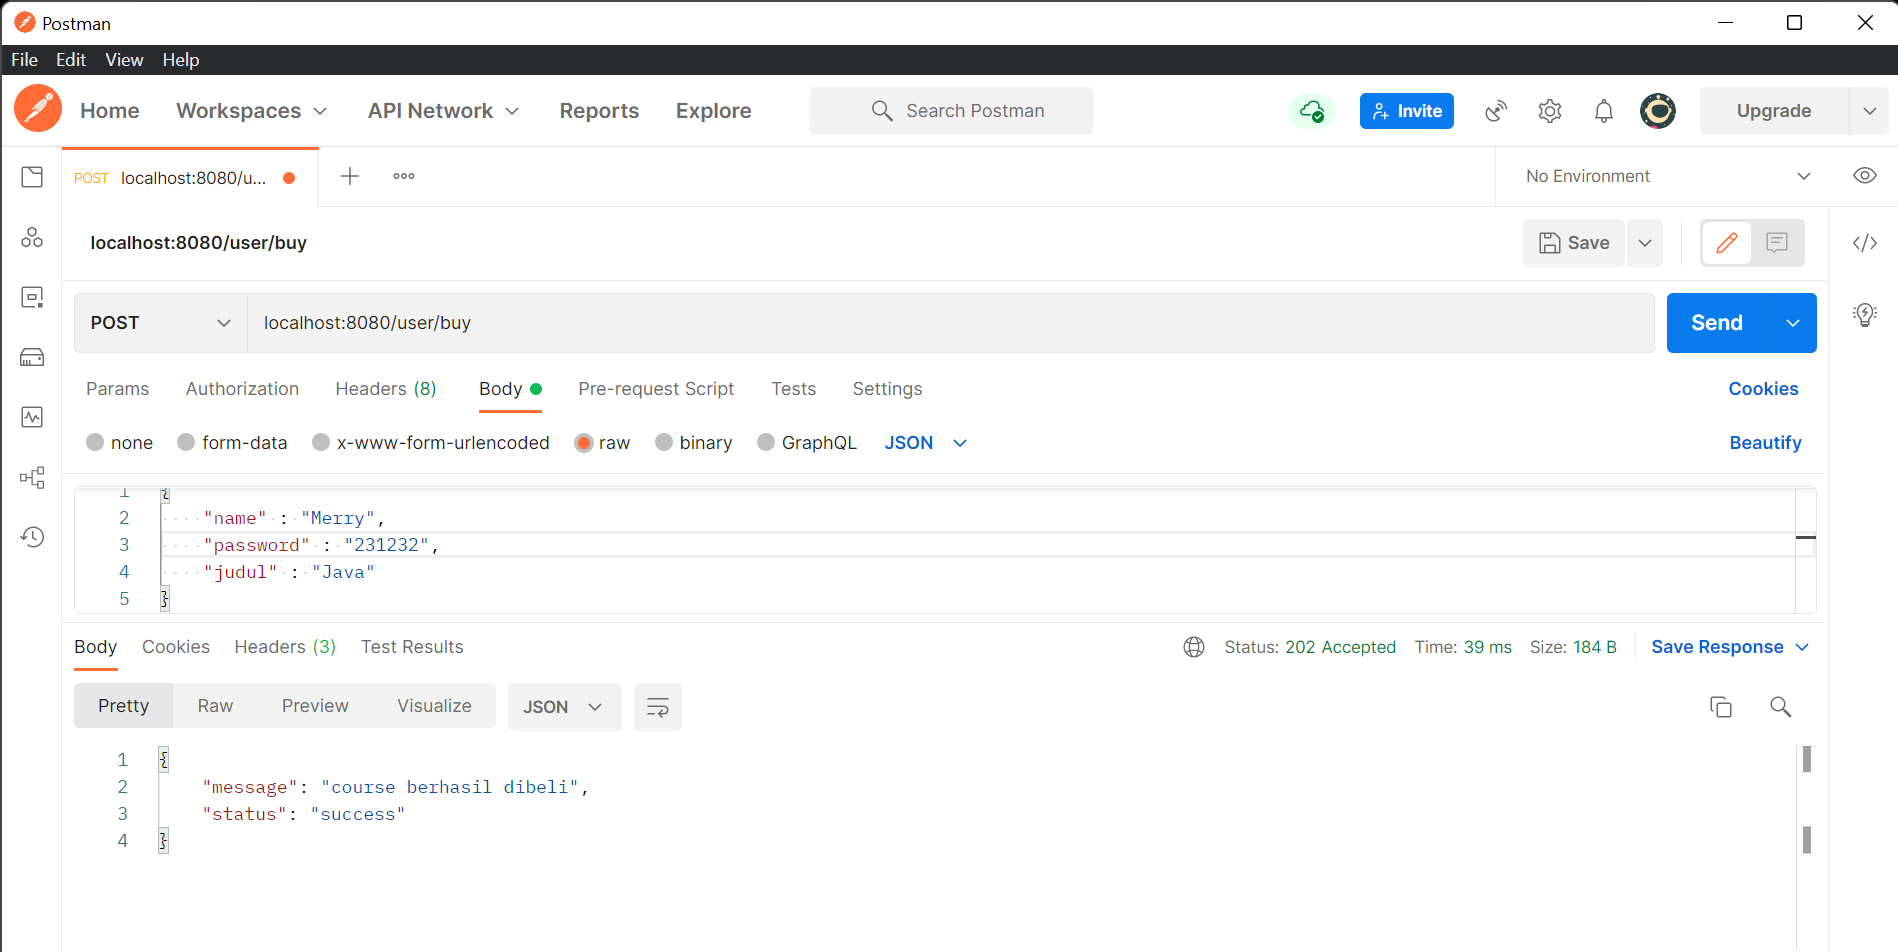 Postman
File Edit View Help
Home Workspaces API Network Reports Explore Search Postman Invite Upgrade
POST localhost:8080/u... No Environment
localhost:8080/user/buy Save
POST localhost:8080/user/buy Send
Params Authorization Headers (8) Body Pre-request Script Tests Settings Cookies
none form-data x-www-form-urlencoded raw binary GraphQL JSON Beautify
1 {
2 "name" : "Merry",
3 "password" : "231232",
4 "judul" : "Java"
5 }
Body Cookies Headers (3) Test Results Status: 202 Accepted Time: 39 ms Size: 184 B Save Response
Pretty Raw Preview Visualize JSON
1 {
2 "message": "course berhasil dibeli",
3 "status": "success"
4 }